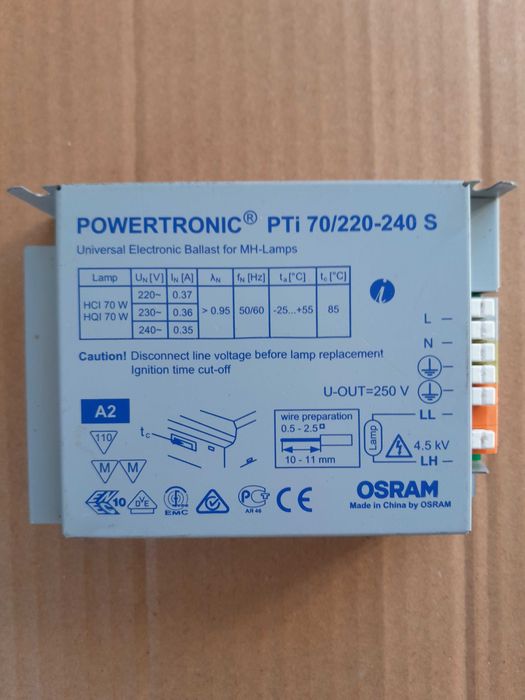 POWERTRONIC® PTi 70/220-240 S
Universal Electronic Ballast for MH-Lamps
Lamp UN [V] IN [A] λN fN [Hz] ta [°C] tc [°C]
HCI 70 W
HQI 70 W
220~ 0.37
230~ 0.36
240~ 0.35
> 0.95 50/60 -25...+55 85
i
L
N
Caution! Disconnect line voltage before lamp replacement
Ignition time cut-off
U-OUT=250 V
A2
110
M M
tc
wire preparation
0.5 - 2.5
10 - 11 mm
Lamp
LL
4.5 kV
LH
10
VDE
EMC
АЯ 46
CE
OSRAM
Made in China by OSRAM